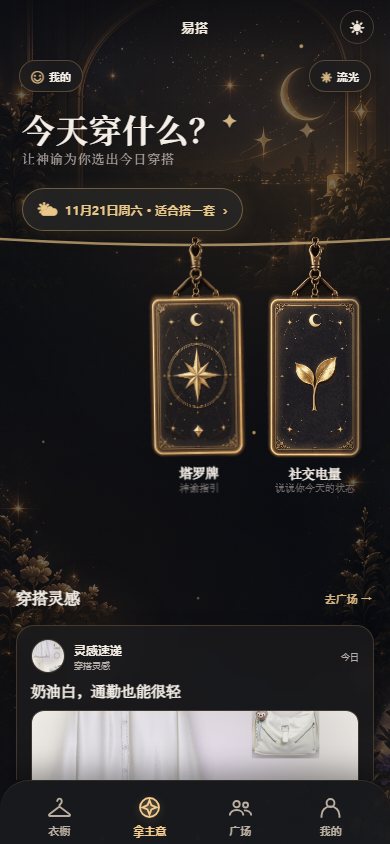 易搭
我的
流光
今天穿什么？
让神谕为你选出今日穿搭
11月21日周六 · 适合搭一套 ›
塔罗牌
神谕指引
社交电量
说说你今天的状态
穿搭灵感
去广场 →
灵感速递
穿搭灵感
今日
奶油白，通勤也能很轻
衣橱
拿主意
广场
我的